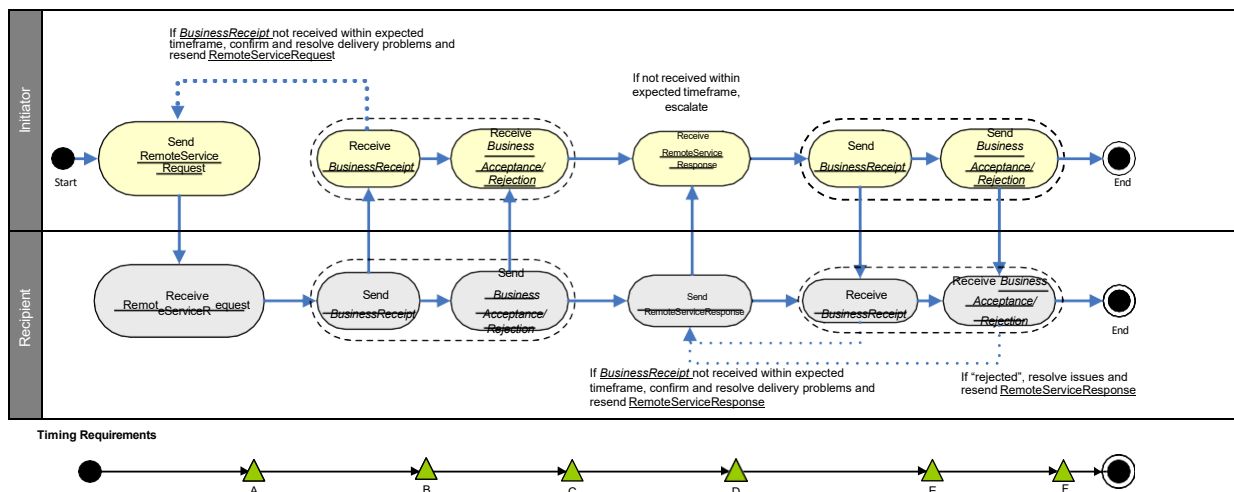 Initiator
If BusinessReceipt not received within expected
timeframe, confirm and resolve delivery problems and
resend RemoteServiceRequest
If not received within
expected timeframe,
escalate
Start
Send
RemoteService
Request
Receive
BusinessReceipt
Receive Business
Acceptance/
Rejection
Receive
RemoteService
Response
Send
BusinessReceipt
Send
Business
Acceptance/
Rejection
End
Recipient
Receive
RemoteServiceRequest
Send
BusinessReceipt
Send
Business
Acceptance/
Rejection
Send
RemoteServiceResponse
Receive
BusinessReceipt
Receive Business
Acceptance/
Rejection
End
If BusinessReceipt not received within expected
timeframe, confirm and resolve delivery problems and
resend RemoteServiceResponse
If “rejected”, resolve issues and
resend RemoteServiceResponse
Timing Requirements
A B C D E F